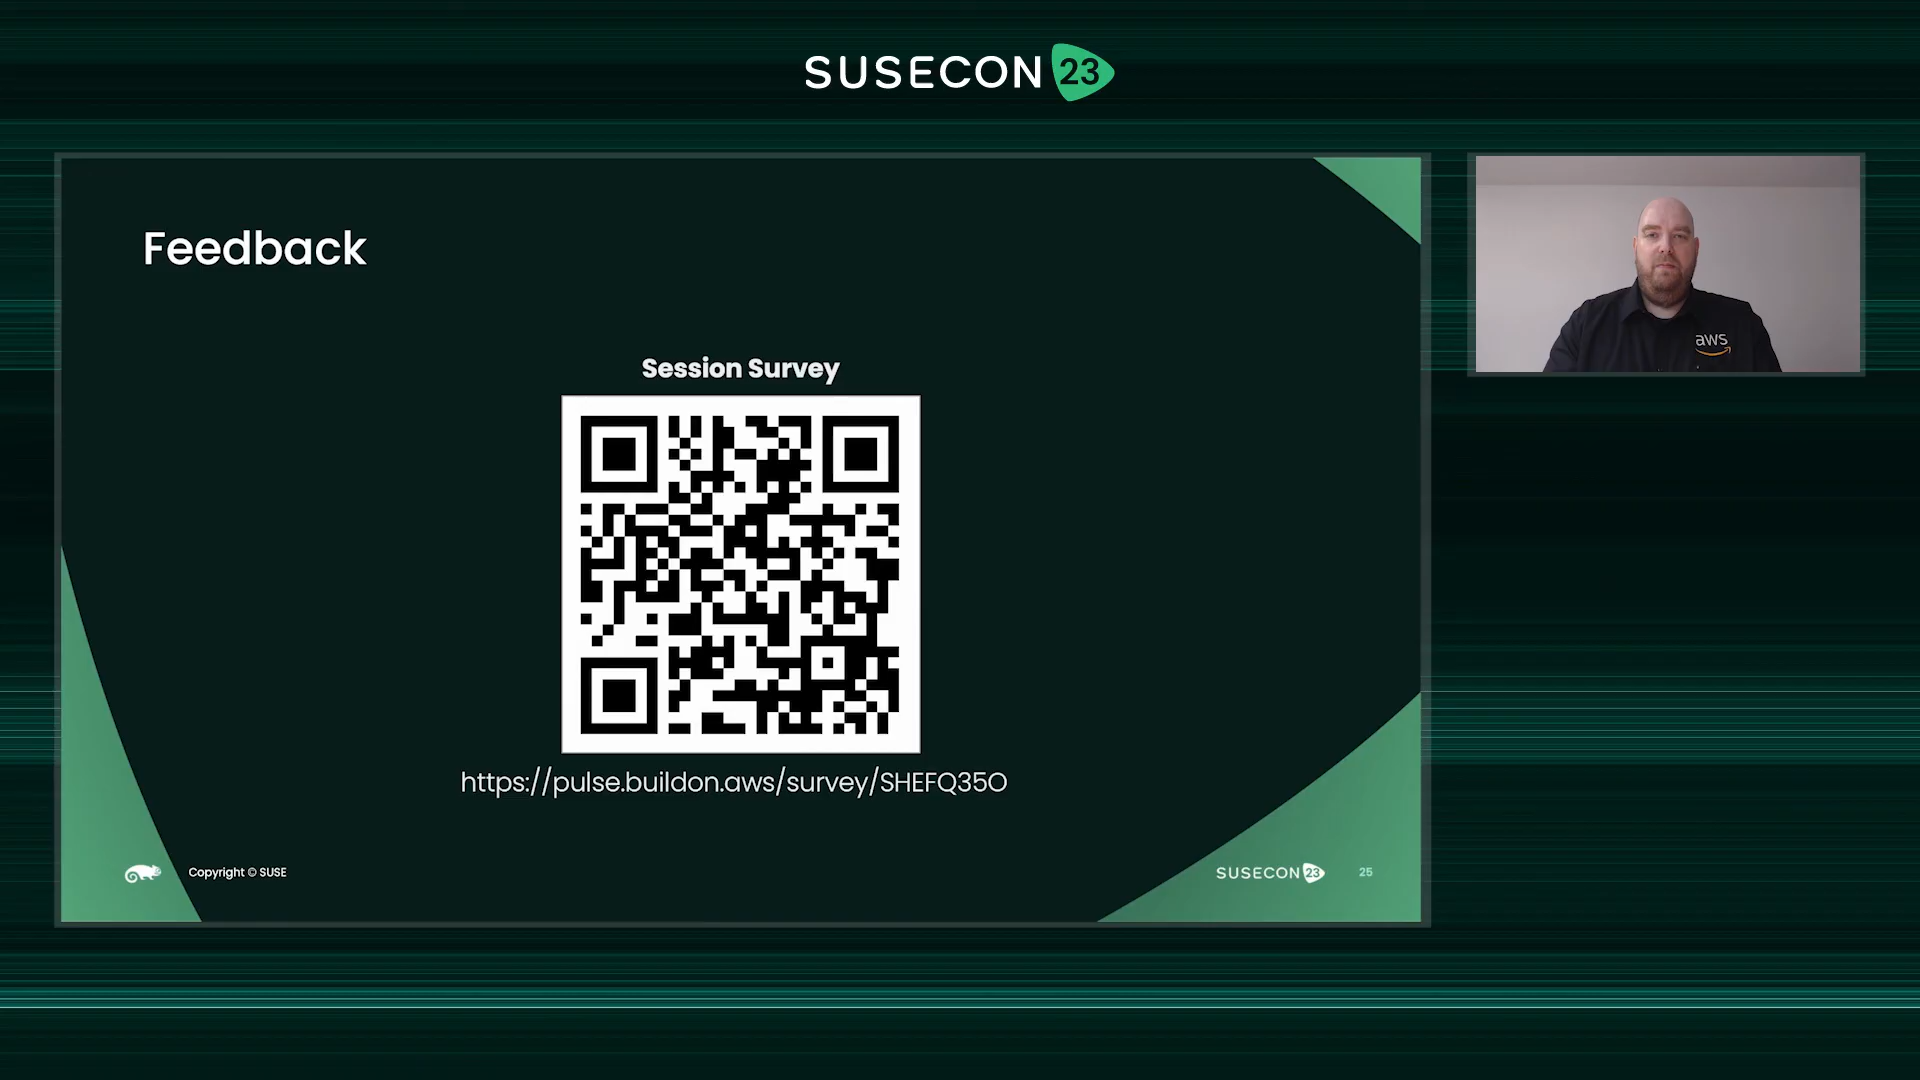 SUSECON 23
Feedback
Session Survey
https://pulse.buildon.aws/survey/SHEFQ35O
Copyright © SUSE
SUSECON 23
25
aws